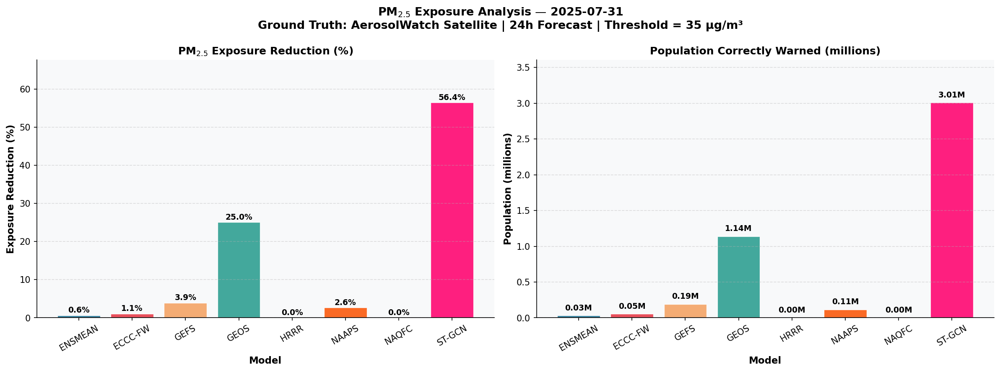 PM2.5 Exposure Analysis — 2025-07-31
Ground Truth: AerosolWatch Satellite | 24h Forecast | Threshold = 35 μg/m³
PM2.5 Exposure Reduction (%)
Exposure Reduction (%)
60
50
40
30
20
10
0
0.6%
1.1%
3.9%
25.0%
0.0%
2.6%
0.0%
56.4%
ENSMEAN
ECCC-FW
GEFS
GEOS
HRRR
NAAPS
NAQFC
ST-GCN
Model
Population Correctly Warned (millions)
Population (millions)
3.5
3.0
2.5
2.0
1.5
1.0
0.5
0.0
0.03M
0.05M
0.19M
1.14M
0.00M
0.11M
0.00M
3.01M
ENSMEAN
ECCC-FW
GEFS
GEOS
HRRR
NAAPS
NAQFC
ST-GCN
Model